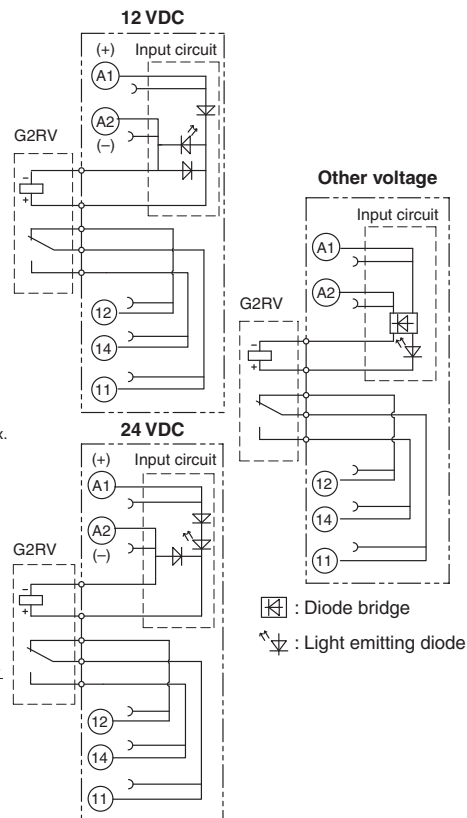 12 VDC
(+) Input circuit
A1
A2
(–)
G2RV
–
+
12
14
11
24 VDC
(+) Input circuit
A1
A2
(–)
G2RV
–
+
12
14
11
Other voltage
Input circuit
A1
A2
G2RV
–
+
12
14
11
: Diode bridge
: Light emitting diode